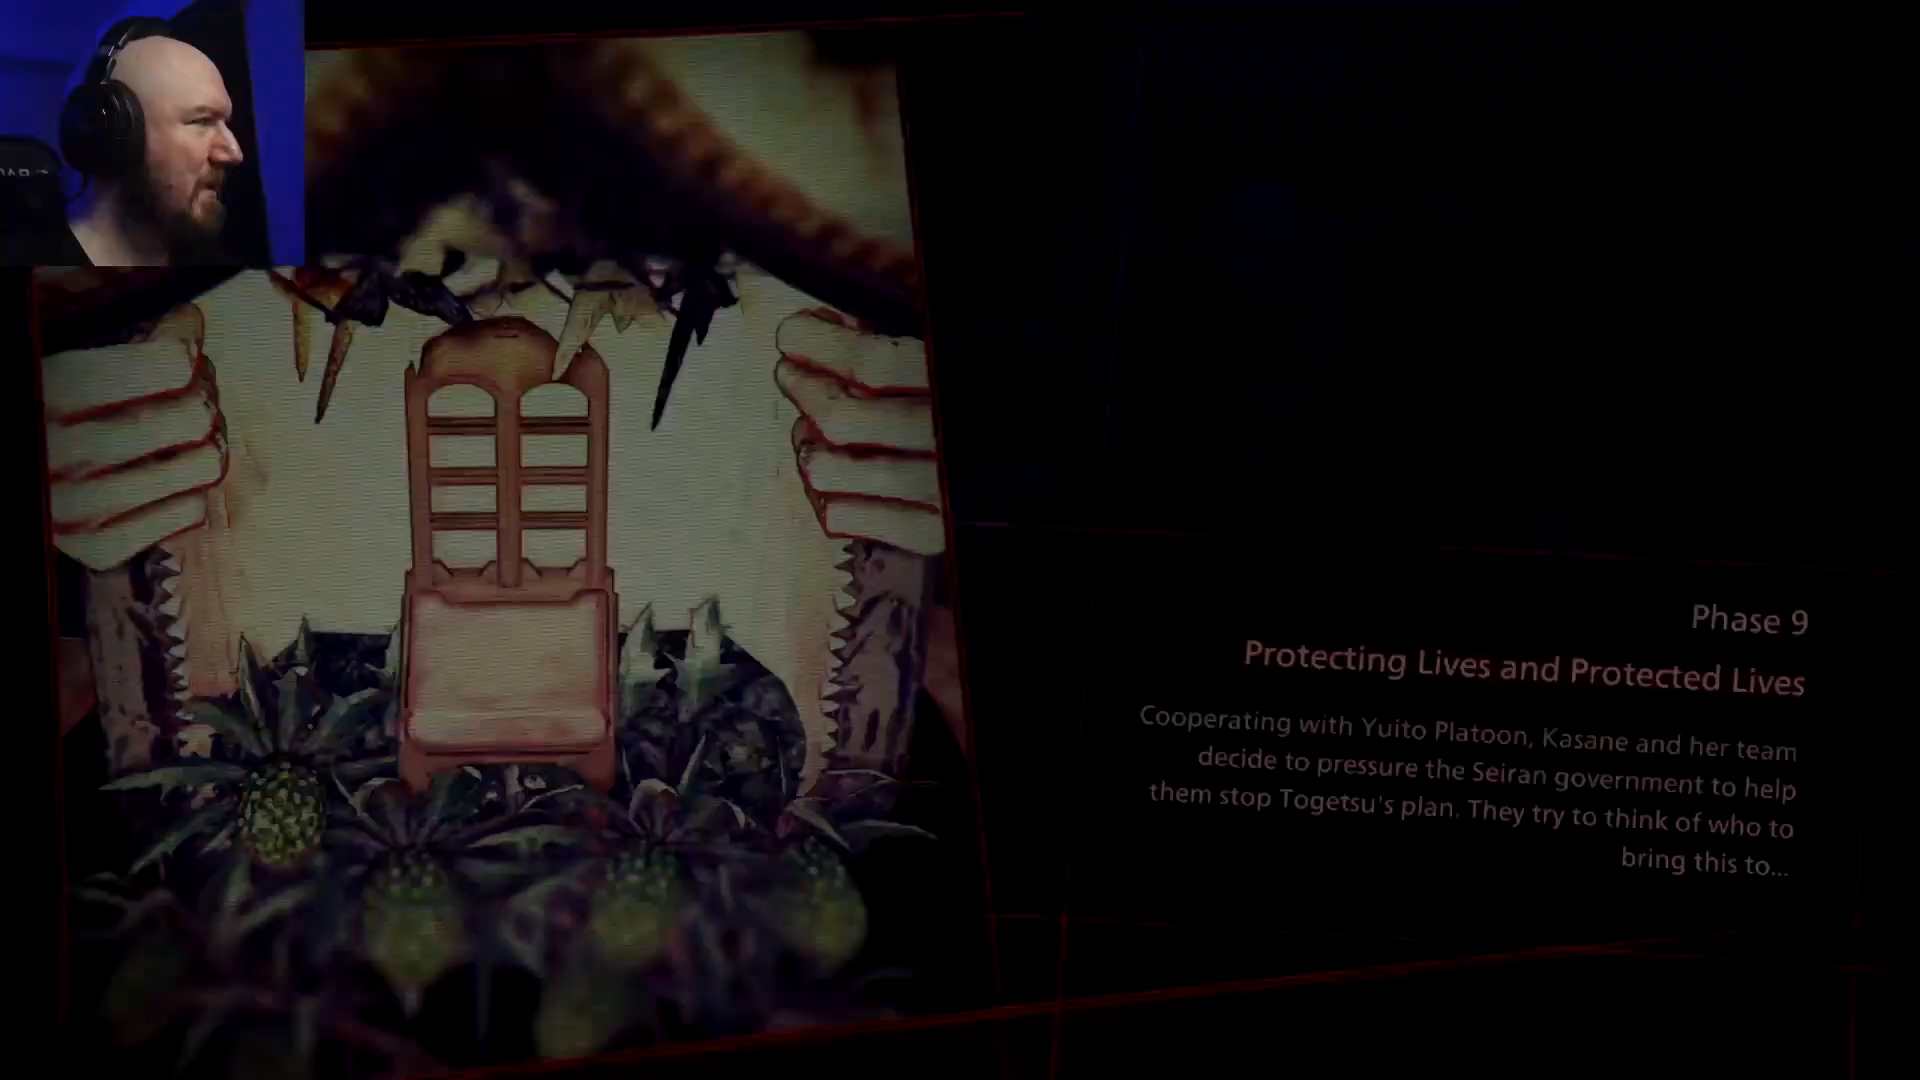 Phase 9
Protecting Lives and Protected Lives
Cooperating with Yuito Platoon, Kasane and her team
decide to pressure the Seiran government to help
them stop Togetsu's plan. They try to think of who to
bring this to...